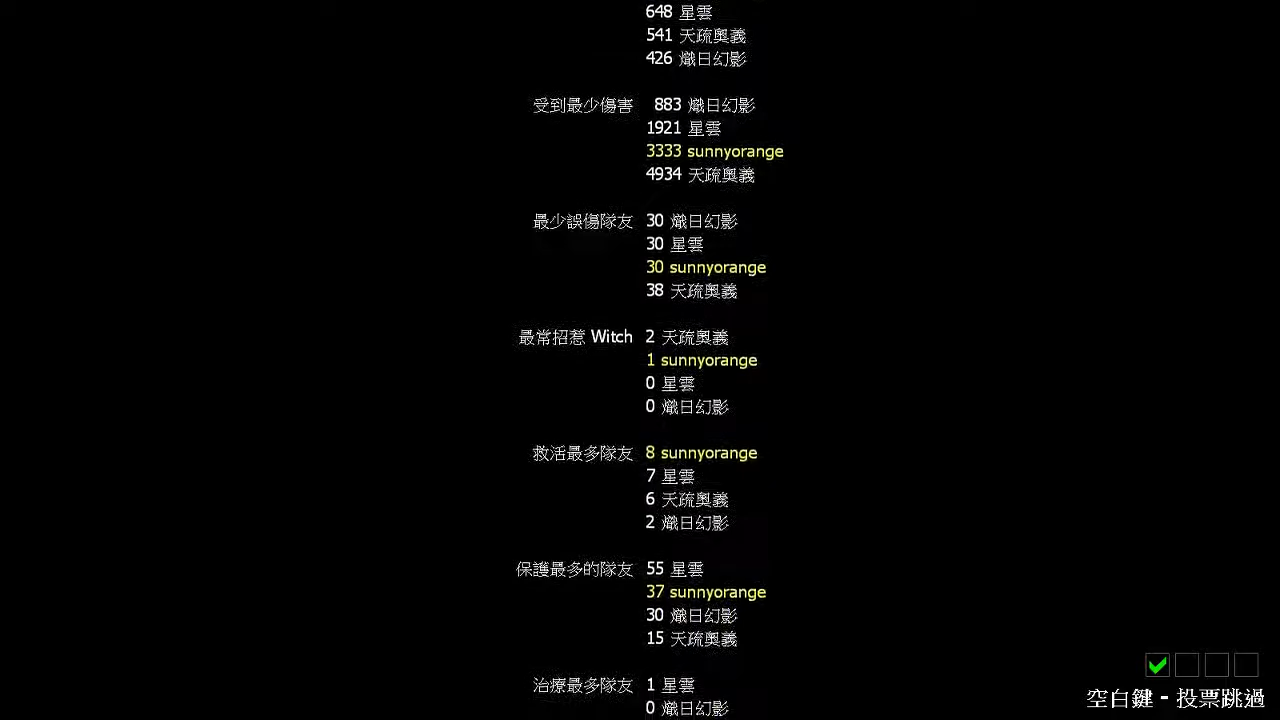 648 星雲
541 天疏奧義
426 熾日幻影
受到最少傷害 883 熾日幻影
1921 星雲
3333 sunnyorange
4934 天疏奧義
最少誤傷隊友 30 熾日幻影
30 星雲
30 sunnyorange
38 天疏奧義
最常招惹 Witch 2 天疏奧義
1 sunnyorange
0 星雲
0 熾日幻影
救活最多隊友 8 sunnyorange
7 星雲
6 天疏奧義
2 熾日幻影
保護最多的隊友 55 星雲
37 sunnyorange
30 熾日幻影
15 天疏奧義
治療最多隊友 1 星雲
0 熾日幻影
空白鍵 - 投票跳過